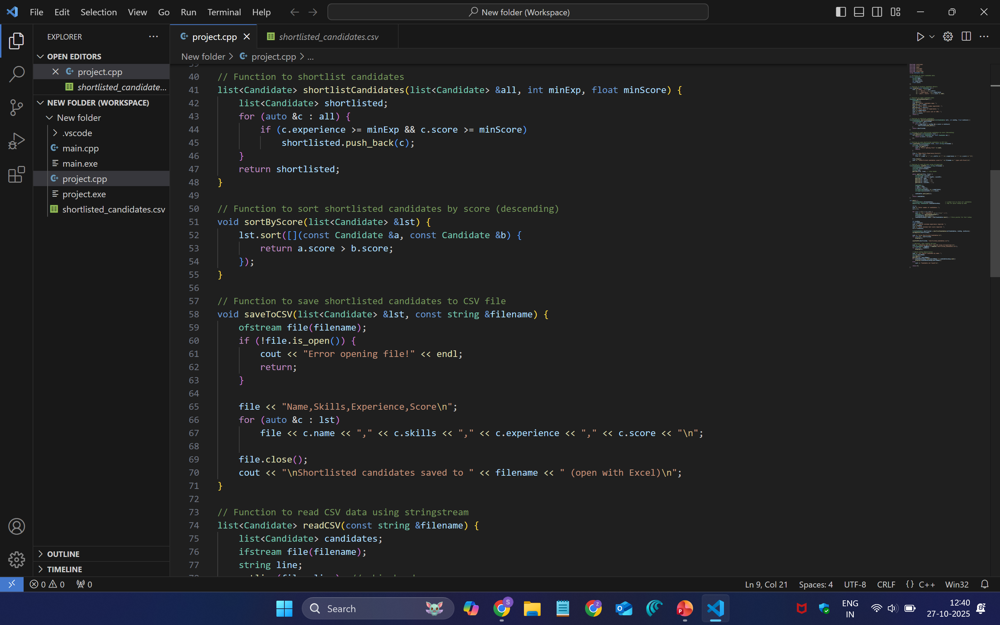 File Edit Selection View Go Run Terminal Help
New folder (Workspace)
EXPLORER
OPEN EDITORS
project.cpp
shortlisted_candidate...
NEW FOLDER (WORKSPACE)
New folder
.vscode
main.cpp
main.exe
project.cpp
project.exe
shortlisted_candidates.csv
OUTLINE
TIMELINE
project.cpp
shortlisted_candidates.csv
New folder > project.cpp > ...
39
40 // Function to shortlist candidates
41 list<Candidate> shortlistCandidates(list<Candidate> &all, int minExp, float minScore) {
42     list<Candidate> shortlisted;
43     for (auto &c : all) {
44         if (c.experience >= minExp && c.score >= minScore)
45             shortlisted.push_back(c);
46     }
47     return shortlisted;
48 }
49
50 // Function to sort shortlisted candidates by score (descending)
51 void sortByScore(list<Candidate> &lst) {
52     lst.sort([](const Candidate &a, const Candidate &b) {
53         return a.score > b.score;
54     });
55 }
56
57 // Function to save shortlisted candidates to CSV file
58 void saveToCSV(list<Candidate> &lst, const string &filename) {
59     ofstream file(filename);
60     if (!file.is_open()) {
61         cout << "Error opening file!" << endl;
62         return;
63     }
64
65     file << "Name,Skills,Experience,Score\n";
66     for (auto &c : lst)
67         file << c.name << "," << c.skills << "," << c.experience << "," << c.score << "\n";
68
69     file.close();
70     cout << "\nShortlisted candidates saved to " << filename << " (open with Excel)\n";
71 }
72
73 // Function to read CSV data using stringstream
74 list<Candidate> readCSV(const string &filename) {
75     list<Candidate> candidates;
76     ifstream file(filename);
77     string line;
0 0 0
Ln 9, Col 21 Spaces: 4 UTF-8 CRLF {} C++ Win32
Search
S
Z
P
ENG
IN
12:40
27-10-2025